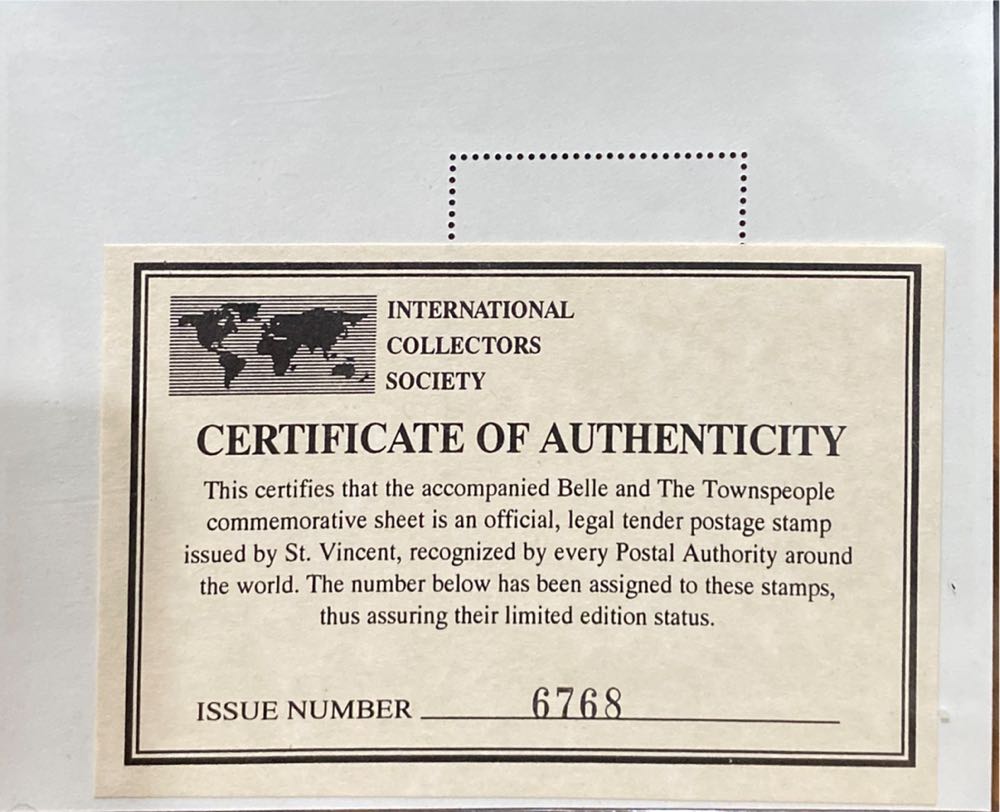 INTERNATIONAL
COLLECTORS
SOCIETY
CERTIFICATE OF AUTHENTICITY
This certifies that the accompanied Belle and The Townspeople
commemorative sheet is an official, legal tender postage stamp
issued by St. Vincent, recognized by every Postal Authority around
the world. The number below has been assigned to these stamps,
thus assuring their limited edition status.
ISSUE NUMBER 6768